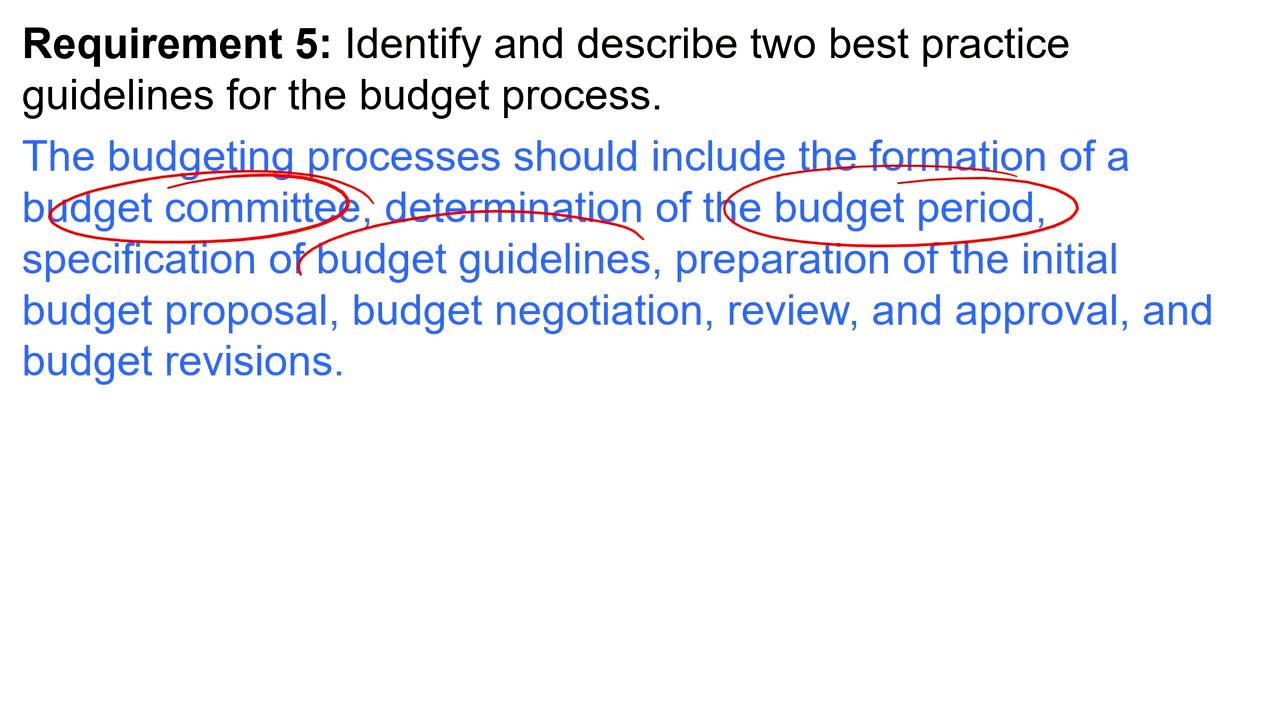 Requirement 5: Identify and describe two best practice
guidelines for the budget process.
The budgeting processes should include the formation of a
budget committee, determination of the budget period,
specification of budget guidelines, preparation of the initial
budget proposal, budget negotiation, review, and approval, and
budget revisions.